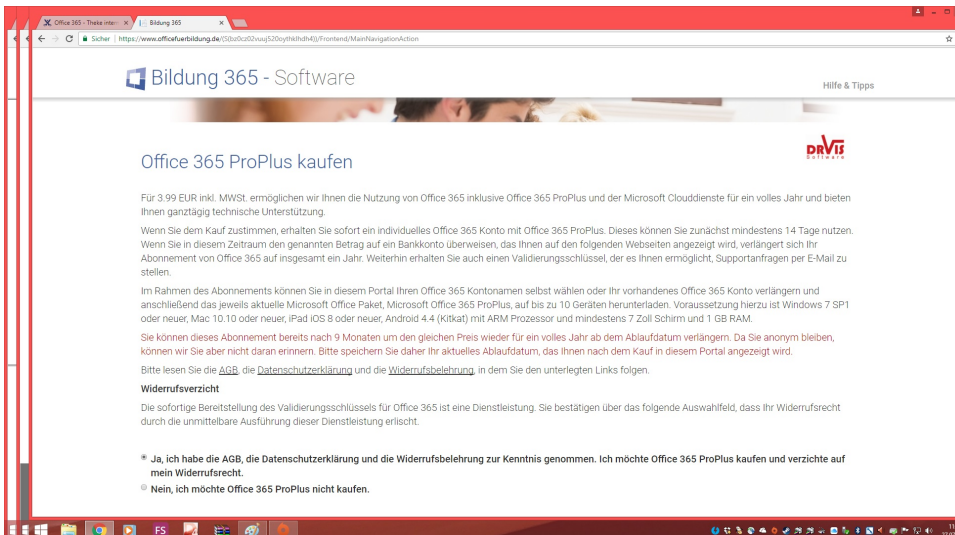 Office 365 - Theke intern
Bildung 365
Sicher
https://www.officefuerbildung.de/(S(bz0cz02vuuj520oythklhdh4))/Frontend/MainNavigationAction
Bildung 365 - Software
Hilfe & Tipps
DRVIS
Software
Office 365 ProPlus kaufen
Für 3.99 EUR inkl. MWSt. ermöglichen wir Ihnen die Nutzung von Office 365 inklusive Office 365 ProPlus und der Microsoft Clouddienste für ein volles Jahr und bieten
Ihnen ganztägig technische Unterstützung.
Wenn Sie dem Kauf zustimmen, erhalten Sie sofort ein individuelles Office 365 Konto mit Office 365 ProPlus. Dieses können Sie zunächst mindestens 14 Tage nutzen.
Wenn Sie in diesem Zeitraum den genannten Betrag auf ein Bankkonto überweisen, das Ihnen auf den folgenden Webseiten angezeigt wird, verlängert sich Ihr
Abonnement von Office 365 auf insgesamt ein Jahr. Weiterhin erhalten Sie auch einen Validierungsschlüssel, der es Ihnen ermöglicht, Supportanfragen per E-Mail zu
stellen.
Im Rahmen des Abonnements können Sie in diesem Portal Ihren Office 365 Kontonamen selbst wählen oder Ihr vorhandenes Office 365 Konto verlängern und
anschließend das jeweils aktuelle Microsoft Office Paket, Microsoft Office 365 ProPlus, auf bis zu 10 Geräten herunterladen. Voraussetzung hierzu ist Windows 7 SP1
oder neuer, Mac 10.10 oder neuer, iPad iOS 8 oder neuer, Android 4.4 (Kitkat) mit ARM Prozessor und mindestens 7 Zoll Schirm und 1 GB RAM.
Sie können dieses Abonnement bereits nach 9 Monaten um den gleichen Preis wieder für ein volles Jahr ab dem Ablaufdatum verlängern. Da Sie anonym bleiben,
können wir Sie aber nicht daran erinnern. Bitte speichern Sie daher Ihr aktuelles Ablaufdatum, das Ihnen nach dem Kauf in diesem Portal angezeigt wird.
Bitte lesen Sie die AGB, die Datenschutzerklärung und die Widerrufsbelehrung, in dem Sie den unterlegten Links folgen.
Widerrufsverzicht
Die sofortige Bereitstellung des Validierungsschlüssels für Office 365 ist eine Dienstleistung. Sie bestätigen über das folgende Auswahlfeld, dass Ihr Widerrufsrecht
durch die unmittelbare Ausführung dieser Dienstleistung erlischt.
Ja, ich habe die AGB, die Datenschutzerklärung und die Widerrufsbelehrung zur Kenntnis genommen. Ich möchte Office 365 ProPlus kaufen und verzichte auf
mein Widerrufsrecht.
Nein, ich möchte Office 365 ProPlus nicht kaufen.
FS